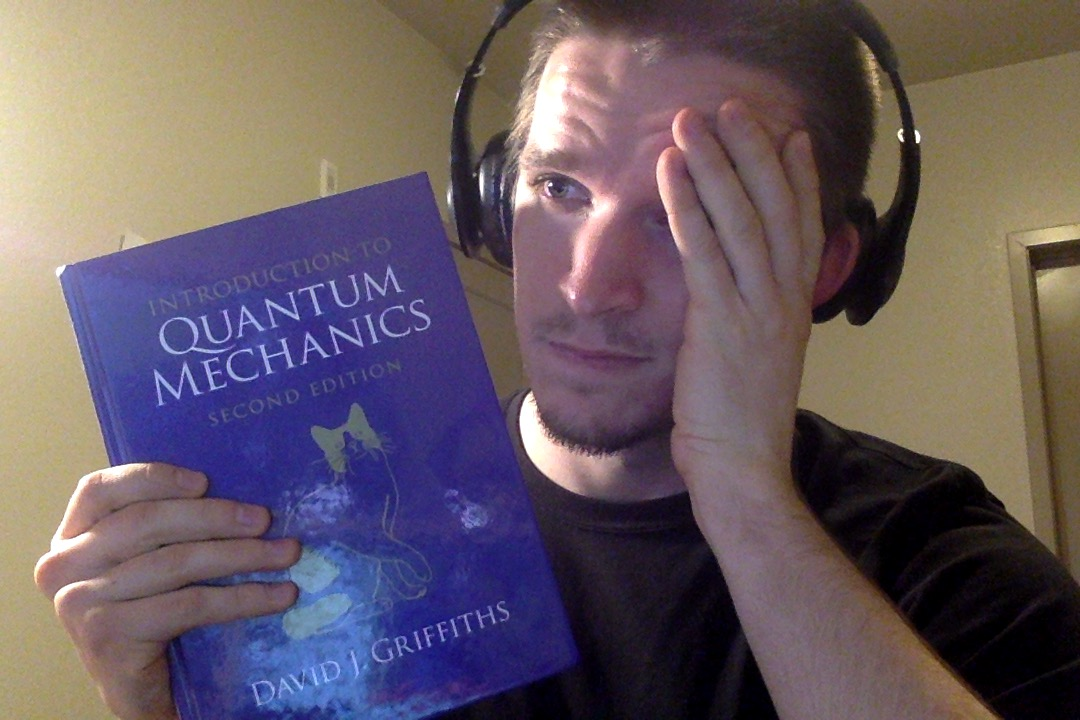 INTRODUCTION TO
QUANTUM
MECHANICS
SECOND EDITION
DAVID J. GRIFFITHS